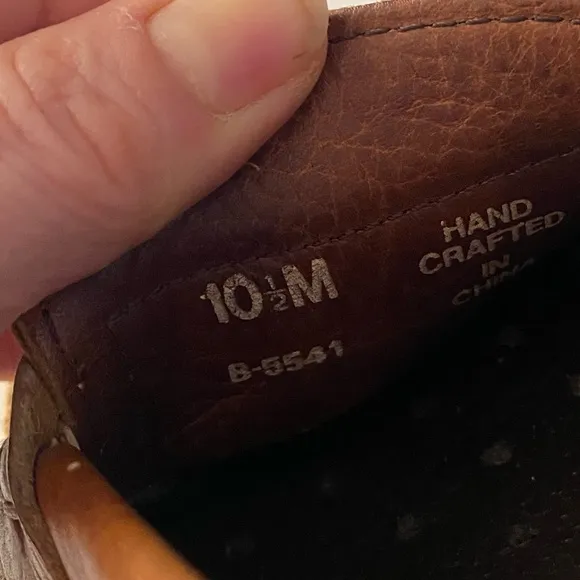 10½M
B-5541
HAND
CRAFTED
IN
CHINA